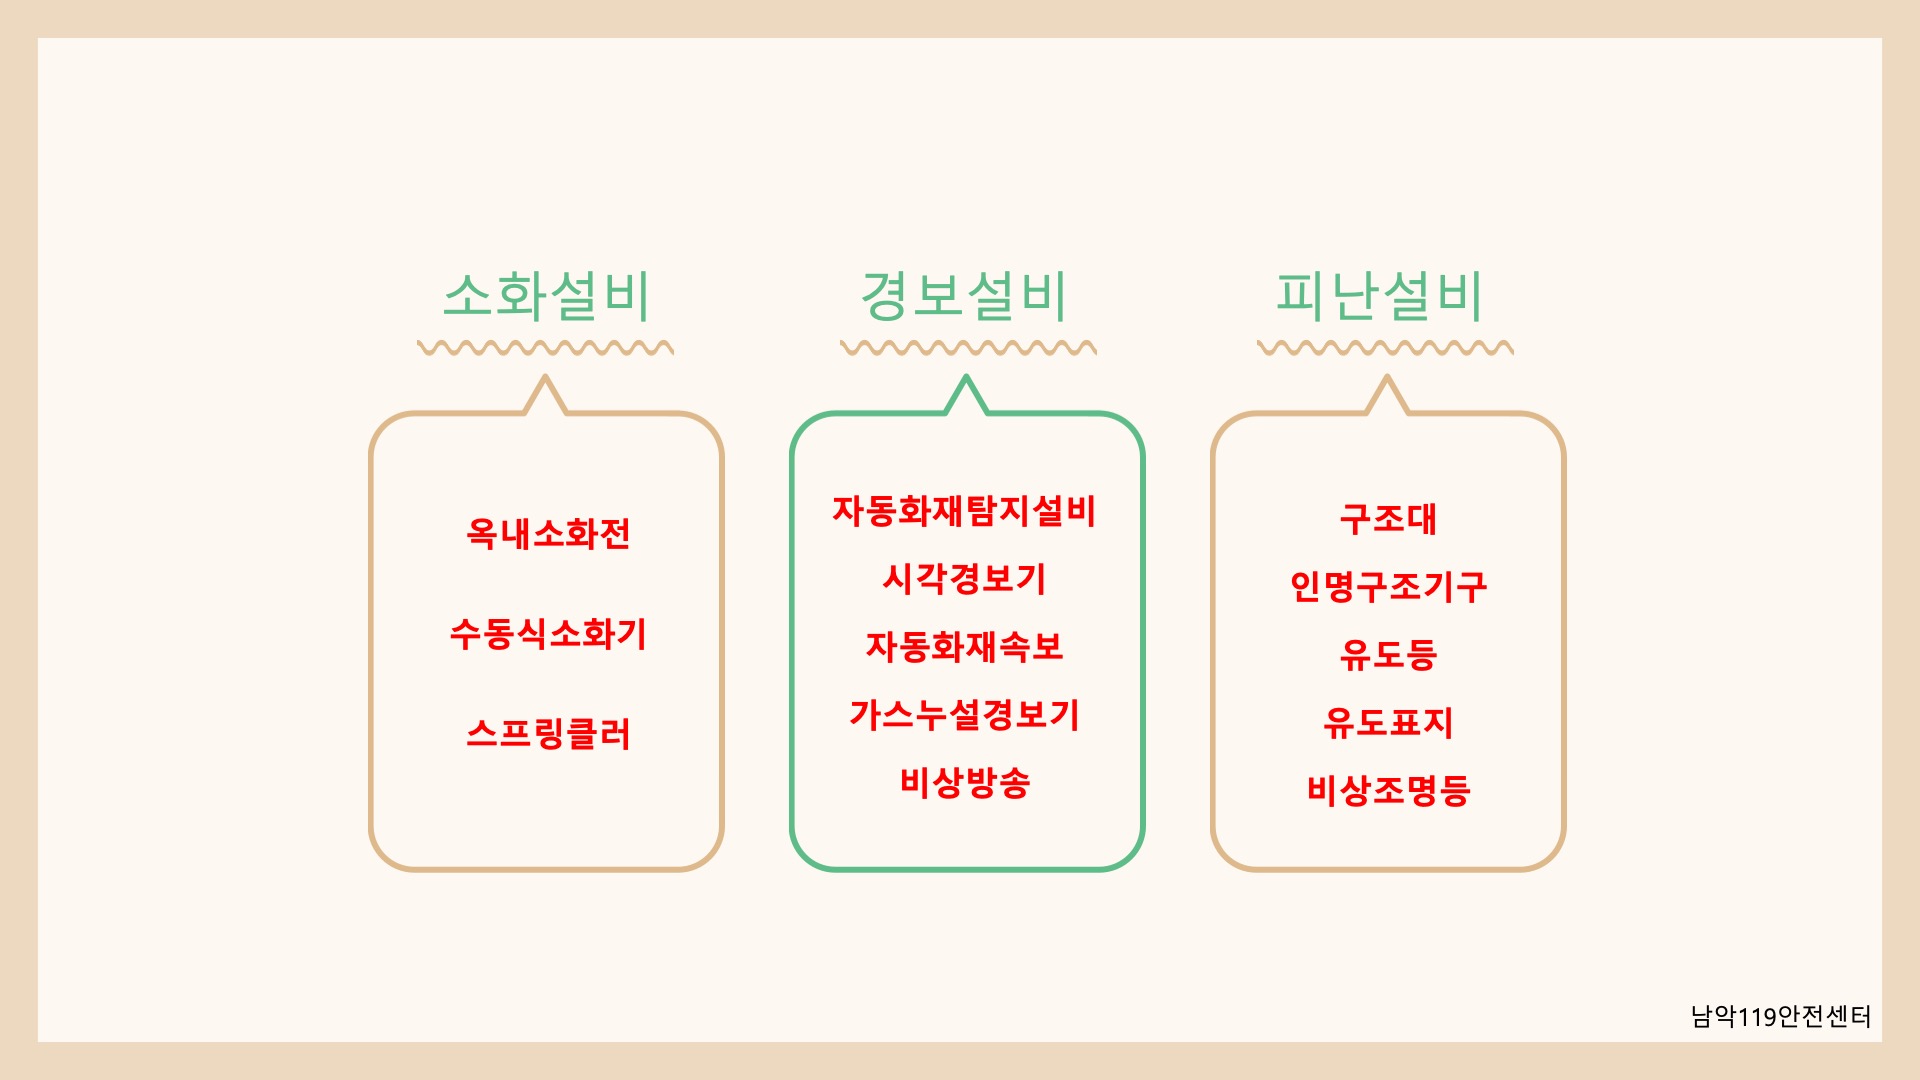 소화설비
옥내소화전
수동식소화기
스프링클러
경보설비
자동화재탐지설비
시각경보기
자동화재속보
가스누설경보기
비상방송
피난설비
구조대
인명구조기구
유도등
유도표지
비상조명등
남악119안전센터